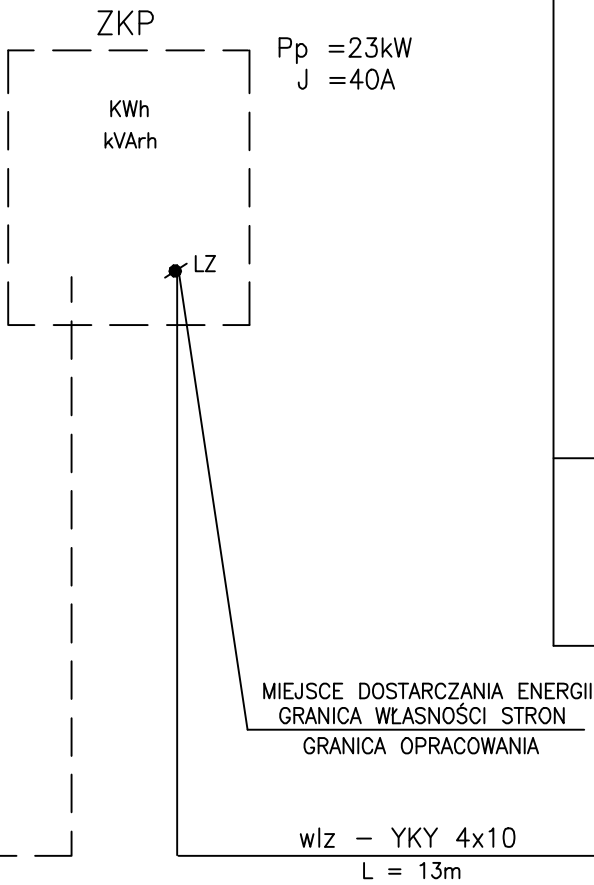 ZKP
Pp =23kW
J =40A
KWh
kVArh
LZ
MIEJSCE DOSTARCZANIA ENERGII
GRANICA WŁASNOŚCI STRON
GRANICA OPRACOWANIA
wlz – YKY 4x10
L = 13m